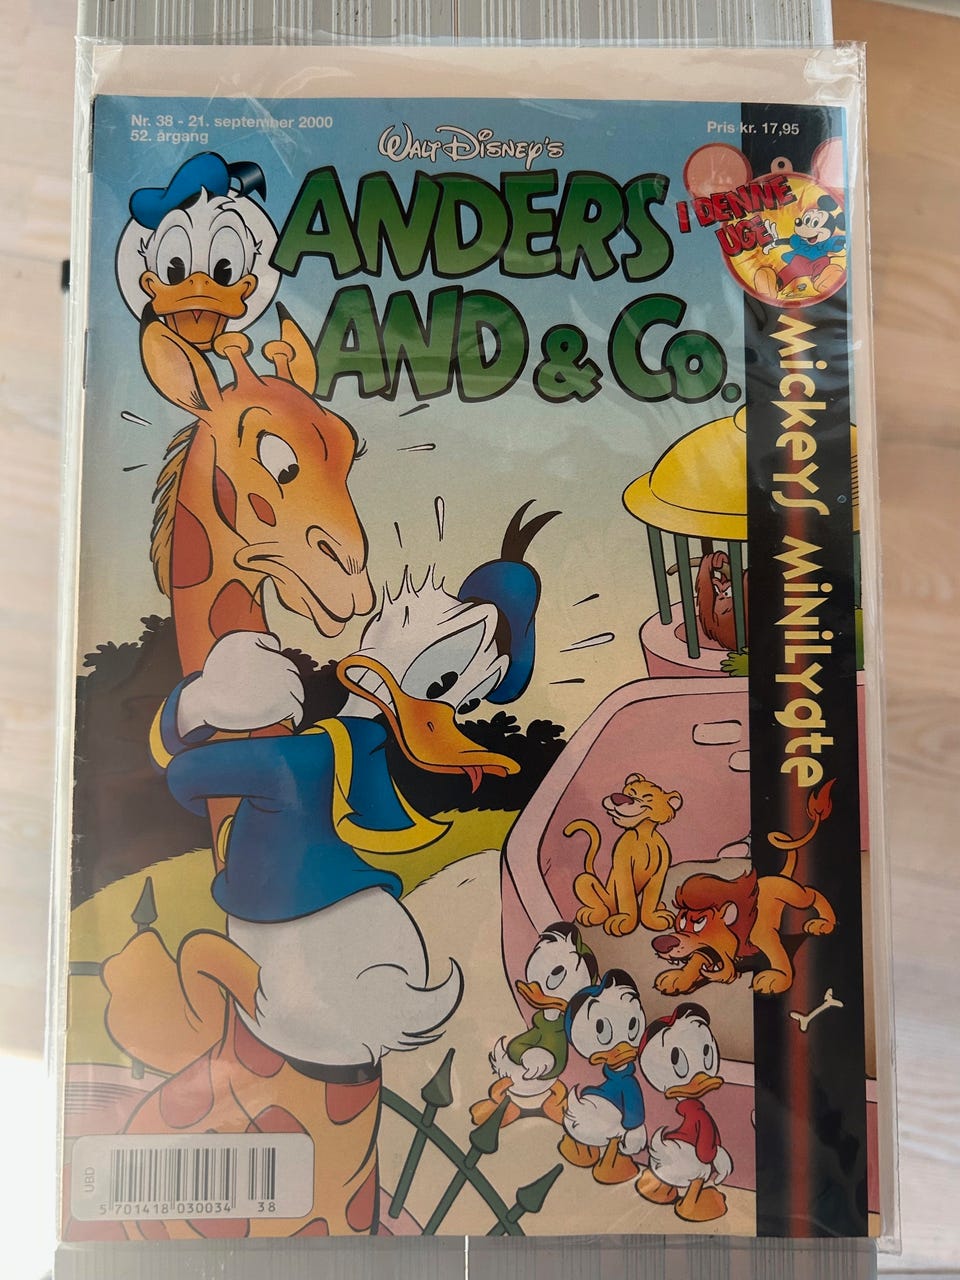 Nr. 38 - 21. september 2000
52. årgang
Pris kr. 17,95
WALT DISNEY'S
ANDERS
AND & Co.
I DENNE
UGE
Mickeys Minilygte
UBD
5 701418 030034
38